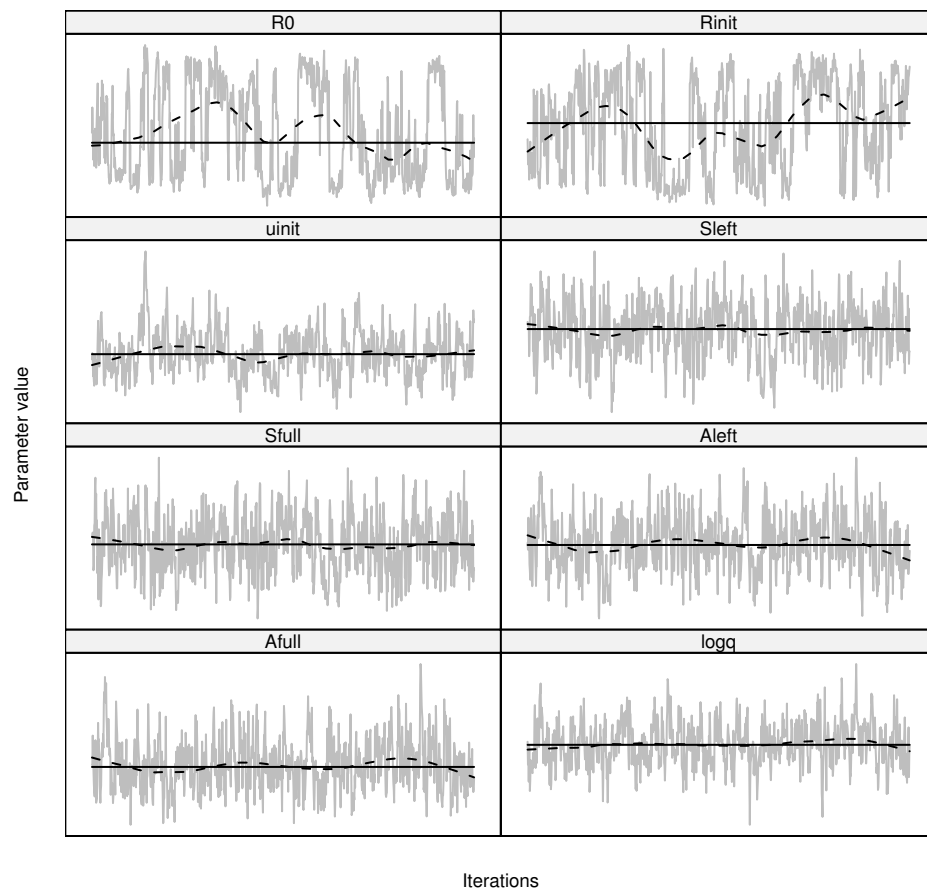 R0
Rinit
uinit
Sleft
Sfull
Aleft
Afull
logq
Parameter value
Iterations